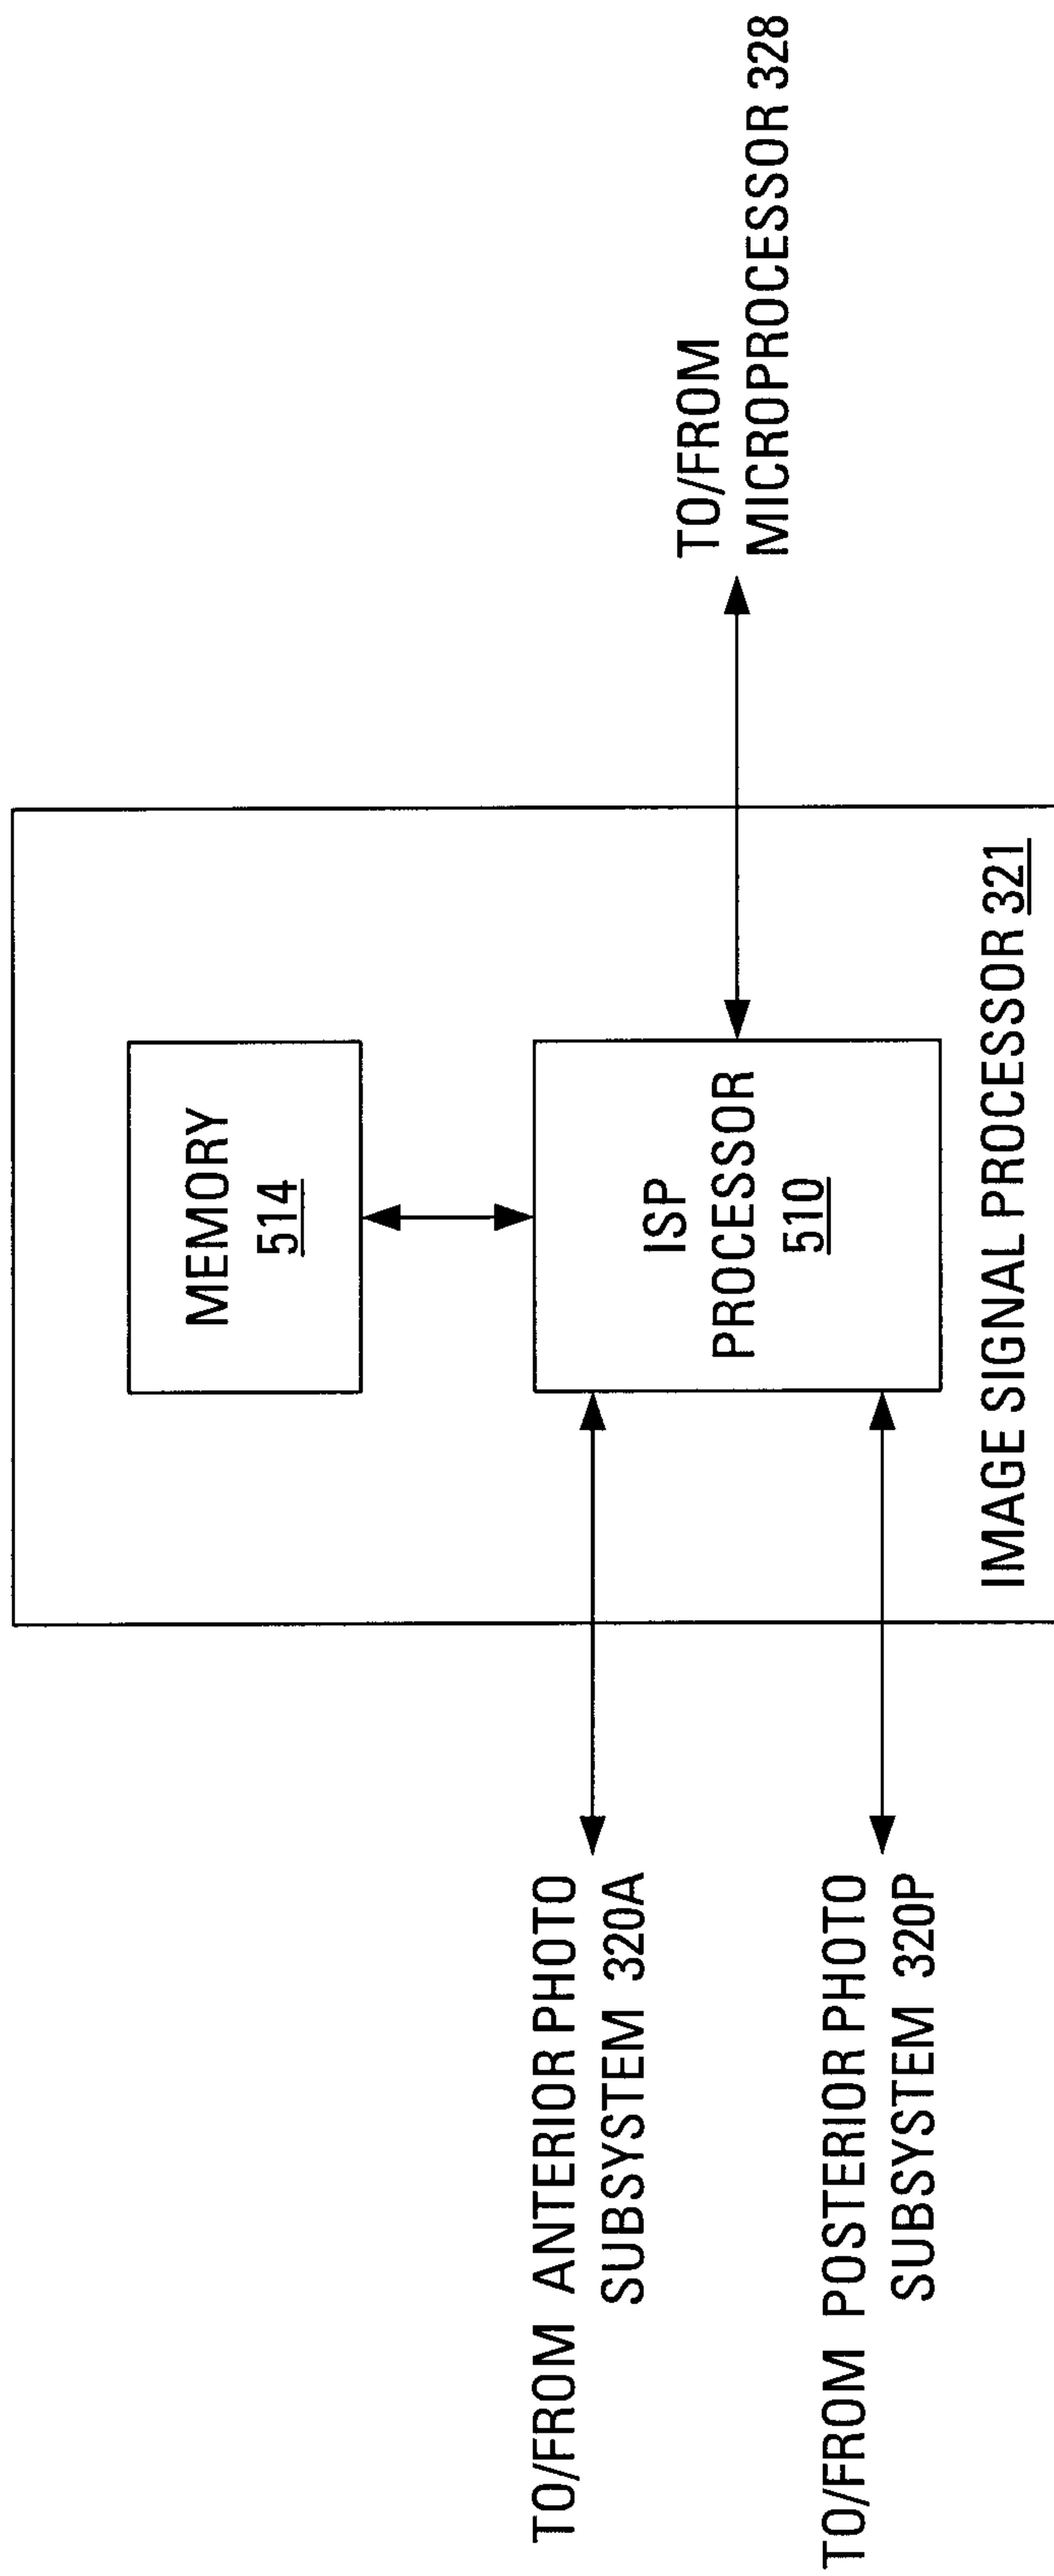 MEMORY
514
TO/FROM ANTERIOR PHOTO
SUBSYSTEM 320A
ISP
PROCESSOR
510
TO/FROM
MICROPROCESSOR 328
TO/FROM POSTERIOR PHOTO
SUBSYSTEM 320P
IMAGE SIGNAL PROCESSOR 321